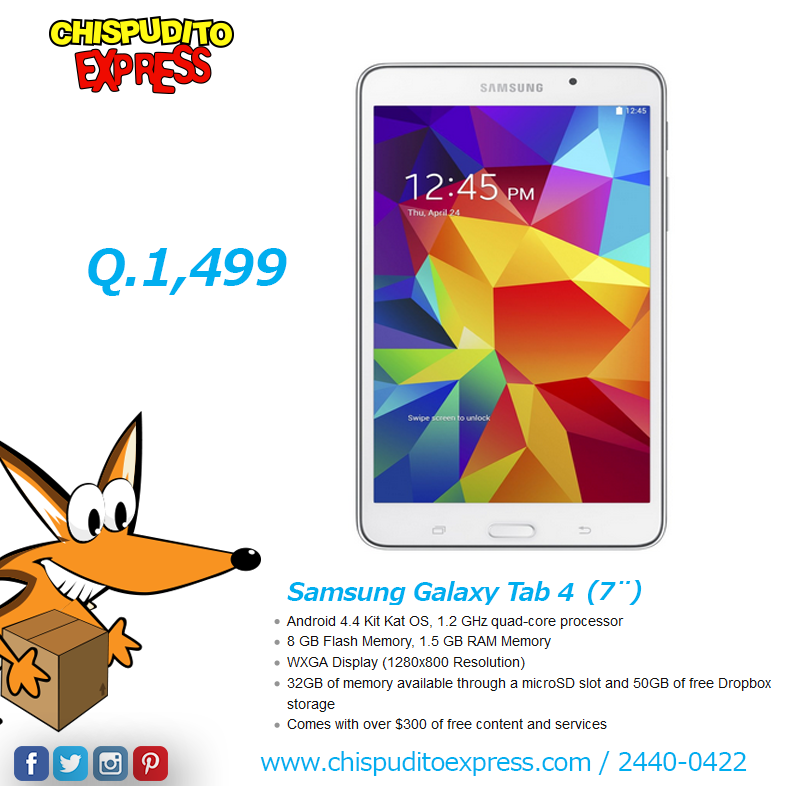 CHISPUDITO
EXPRESS
SAMSUNG
12:45
12:45 PM
Thu, April 24
Q.1,499
Swipe screen to unlock
Samsung Galaxy Tab 4 (7¨)
Android 4.4 Kit Kat OS, 1.2 GHz quad-core processor
8 GB Flash Memory, 1.5 GB RAM Memory
WXGA Display (1280x800 Resolution)
32GB of memory available through a microSD slot and 50GB of free Dropbox
storage
Comes with over $300 of free content and services
www.chispuditoexpress.com / 2440-0422